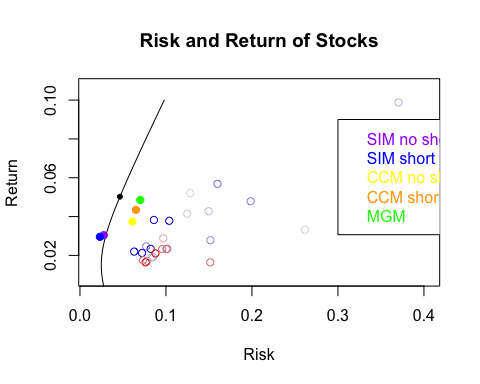 Risk and Return of Stocks
0.10
0.06
0.02
Return
SIM no sh
SIM short
CCM no s
CCM shor
MGM
0.0 0.1 0.2 0.3 0.4
Risk